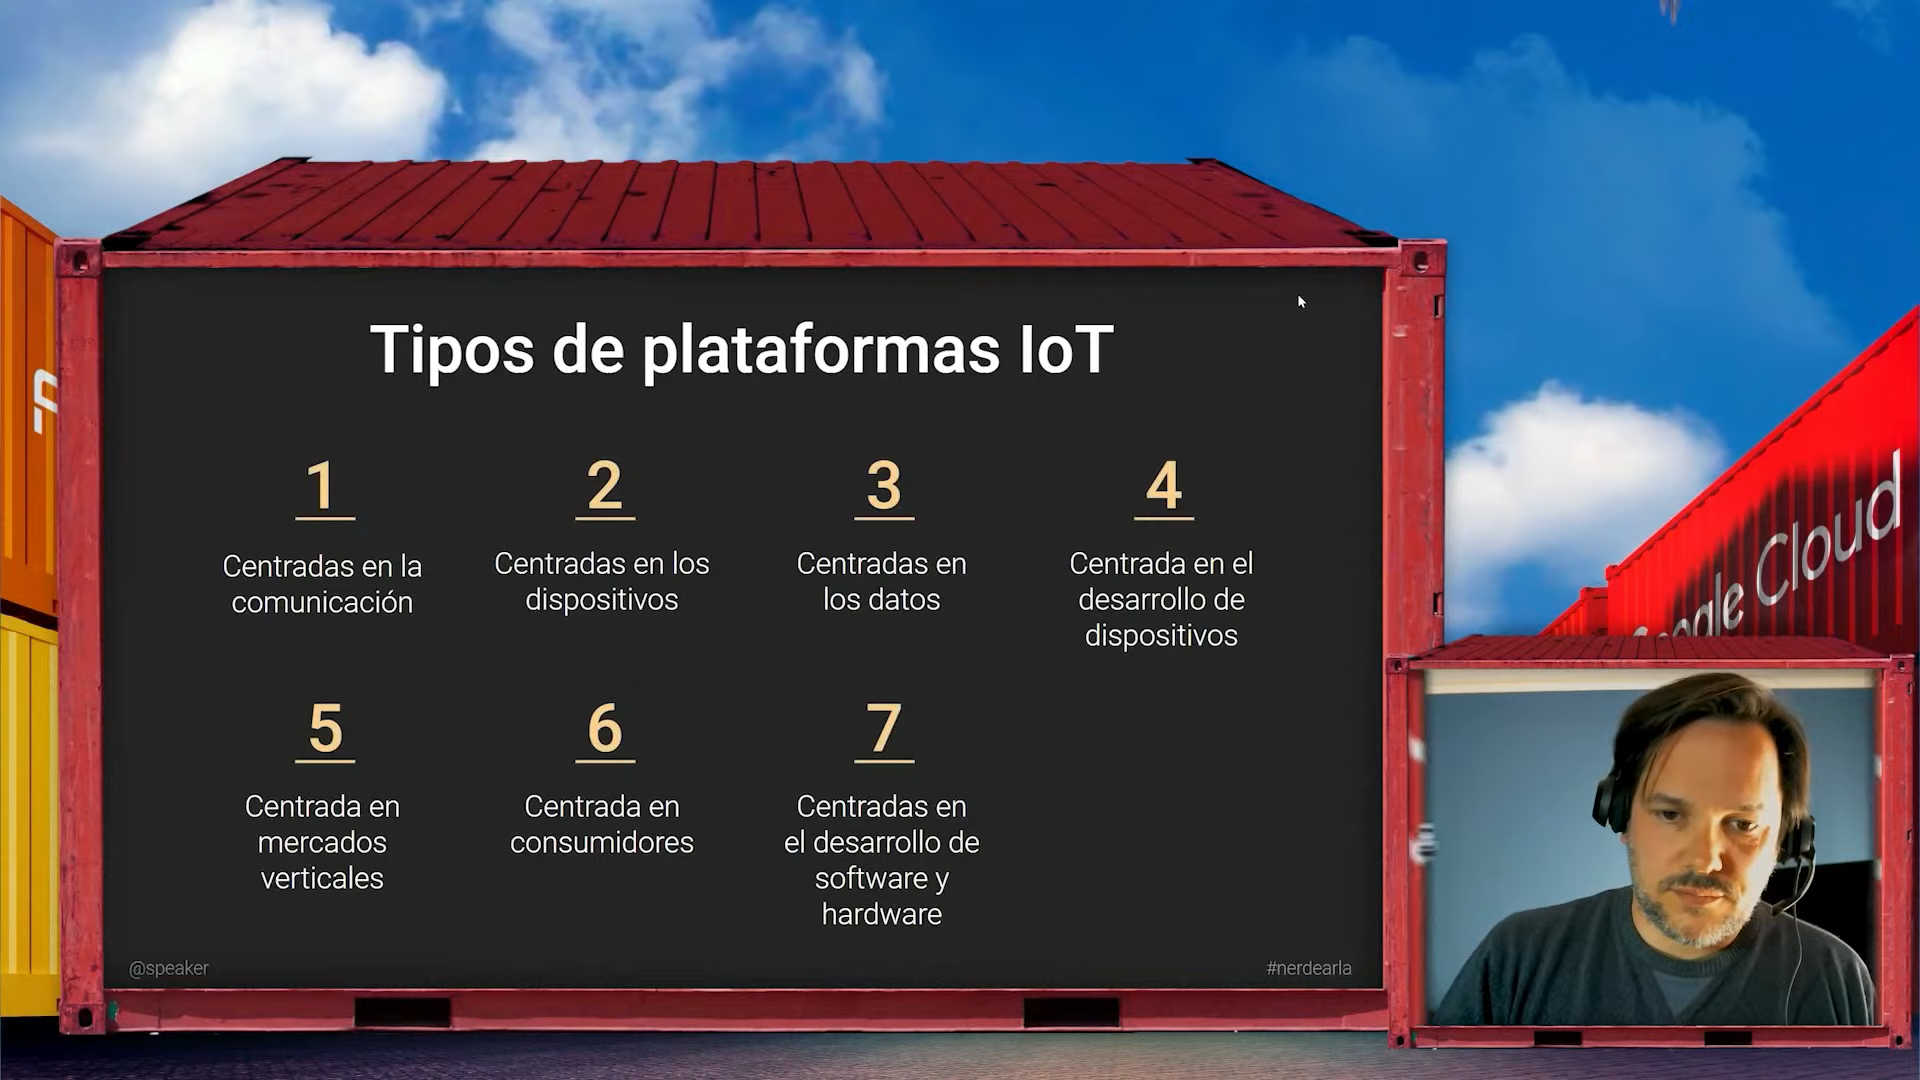 Tipos de plataformas IoT
1
Centradas en la
comunicación
2
Centradas en los
dispositivos
3
Centradas en
los datos
4
Centrada en el
desarrollo de
dispositivos
5
Centrada en
mercados
verticales
6
Centrada en
consumidores
7
Centradas en
el desarrollo de
software y
hardware
@speaker
#nerdearla
Google Cloud